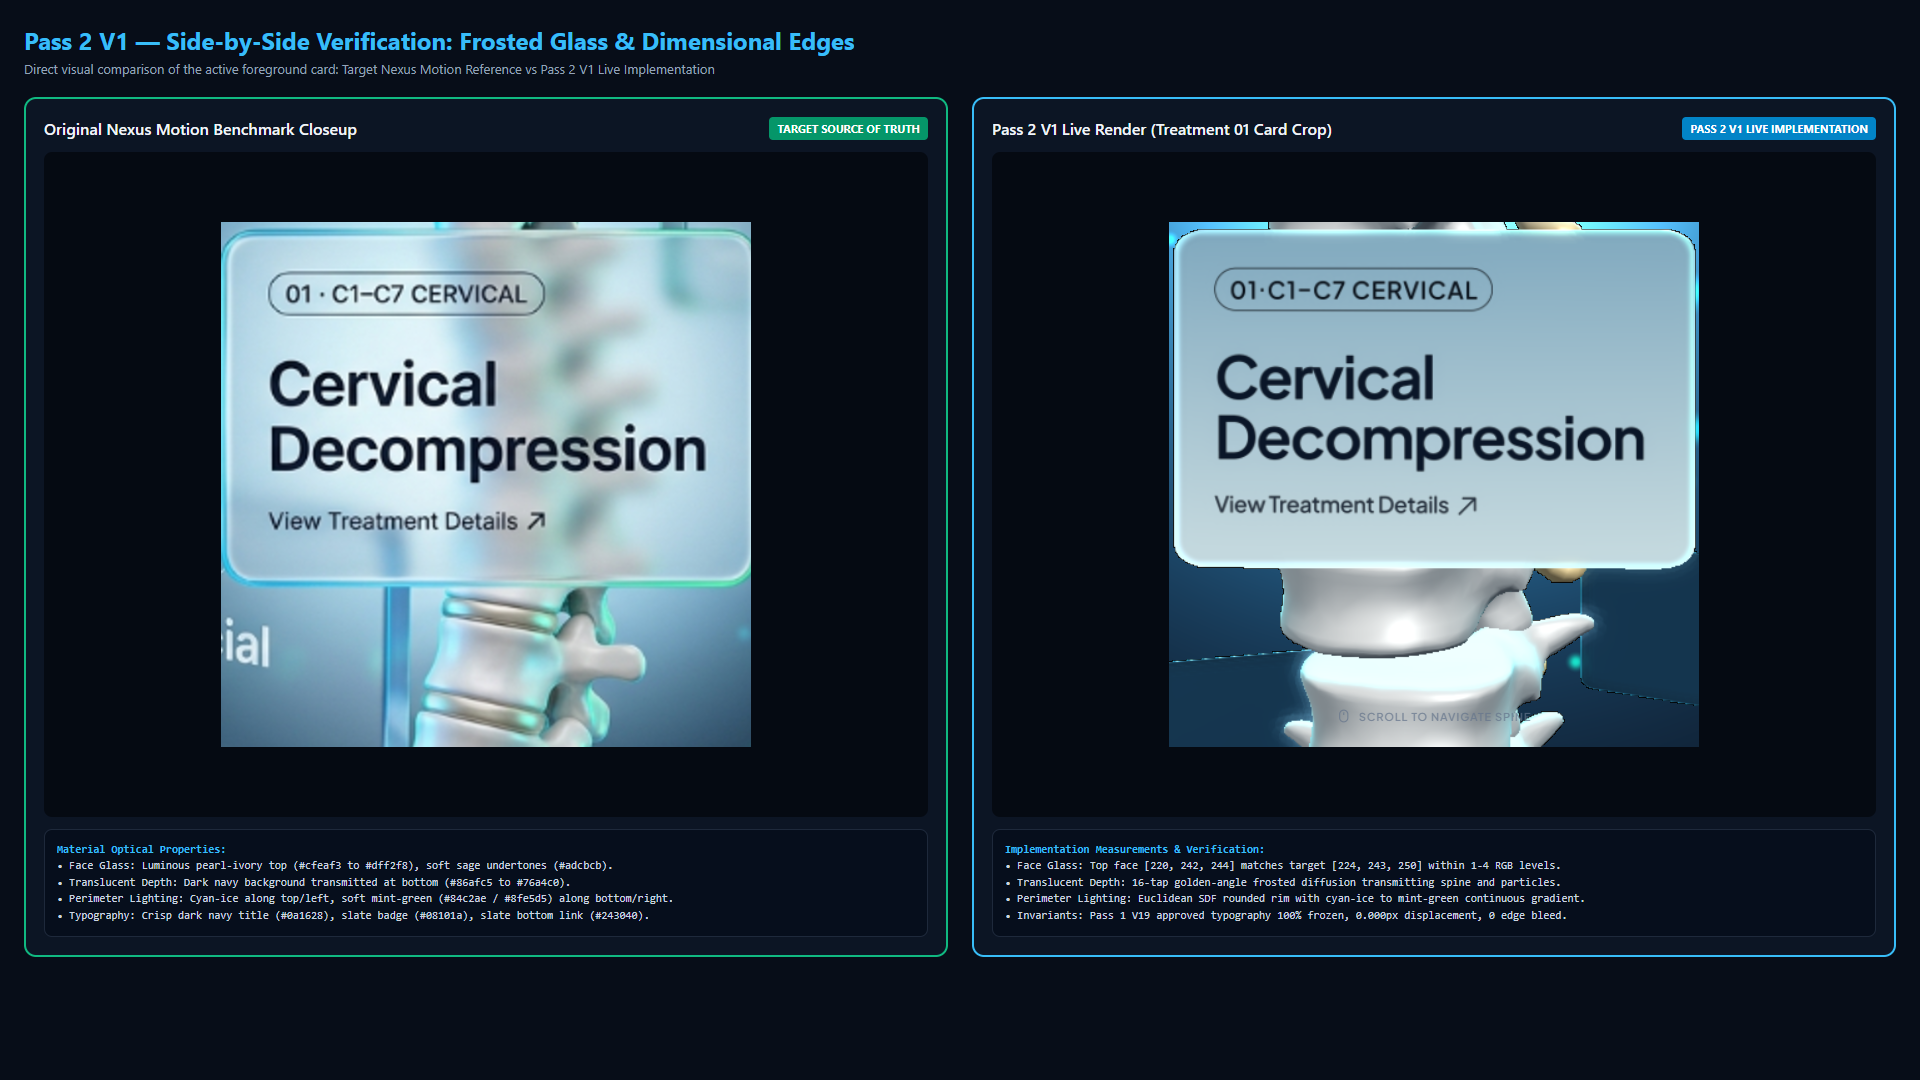 Pass 2 V1 — Side-by-Side Verification: Frosted Glass & Dimensional Edges
Direct visual comparison of the active foreground card: Target Nexus Motion Reference vs Pass 2 V1 Live Implementation
Original Nexus Motion Benchmark Closeup
TARGET SOURCE OF TRUTH
01 · C1–C7 CERVICAL
Cervical
Decompression
View Treatment Details ↗
ial
Material Optical Properties:
• Face Glass: Luminous pearl-ivory top (#cfeaf3 to #dff2f8), soft sage undertones (#adcbcb).
• Translucent Depth: Dark navy background transmitted at bottom (#86afc5 to #76a4c0).
• Perimeter Lighting: Cyan-ice along top/left, soft mint-green (#84c2ae / #8fe5d5) along bottom/right.
• Typography: Crisp dark navy title (#0a1628), slate badge (#08101a), slate bottom link (#243040).
Pass 2 V1 Live Render (Treatment 01 Card Crop)
PASS 2 V1 LIVE IMPLEMENTATION
01·C1–C7 CERVICAL
Cervical
Decompression
View Treatment Details ↗
SCROLL TO NAVIGATE SPINE
Implementation Measurements & Verification:
• Face Glass: Top face [220, 242, 244] matches target [224, 243, 250] within 1-4 RGB levels.
• Translucent Depth: 16-tap golden-angle frosted diffusion transmitting spine and particles.
• Perimeter Lighting: Euclidean SDF rounded rim with cyan-ice to mint-green continuous gradient.
• Invariants: Pass 1 V19 approved typography 100% frozen, 0.000px displacement, 0 edge bleed.